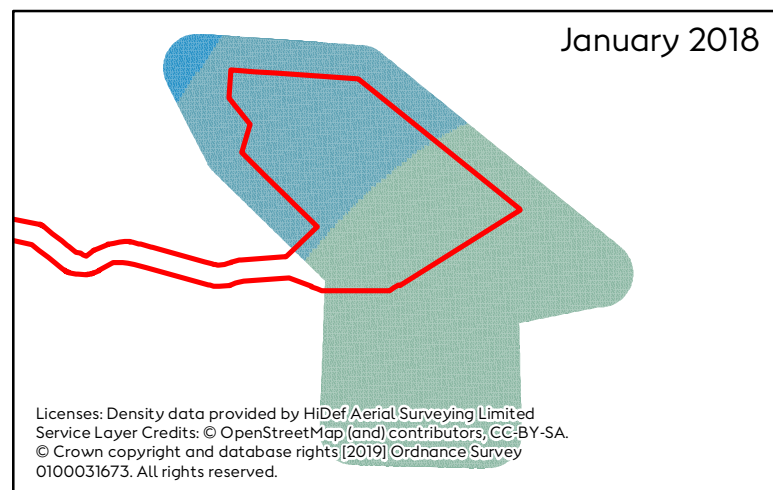 January 2018
Licenses: Density data provided by HiDef Aerial Surveying Limited
Service Layer Credits: © OpenStreetMap (and) contributors, CC-BY-SA.
© Crown copyright and database rights [2019] Ordnance Survey
0100031673. All rights reserved.